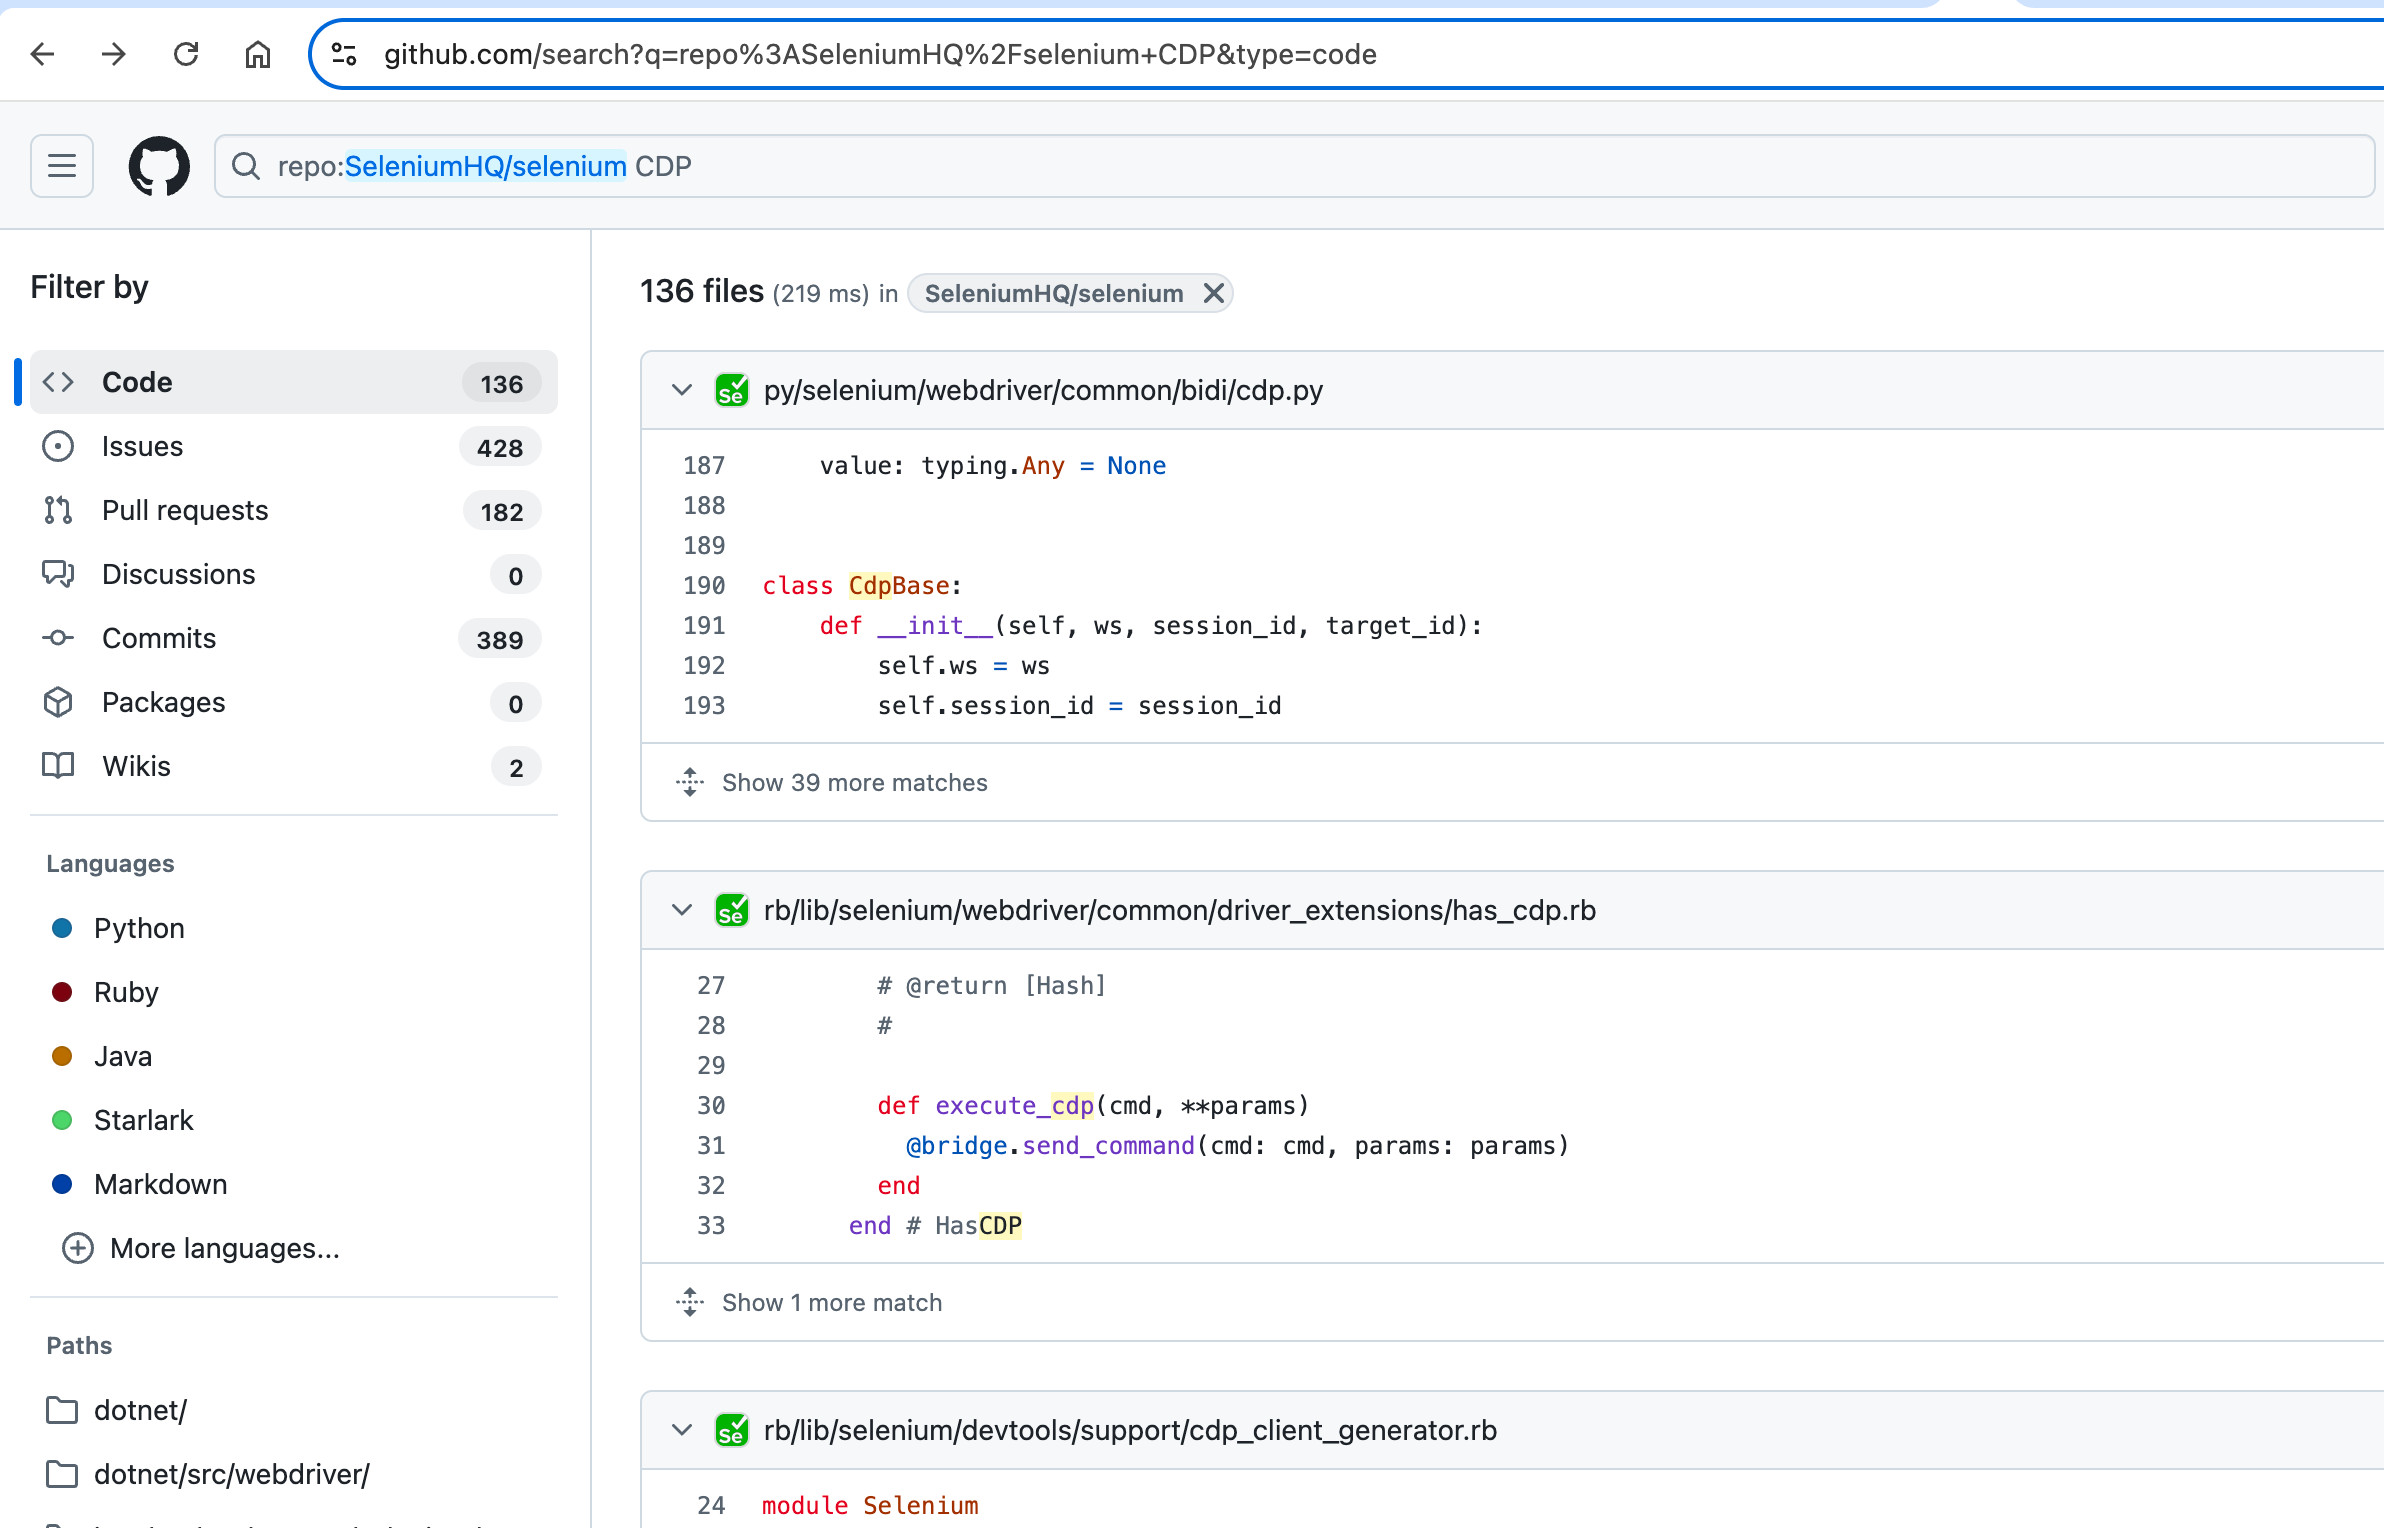 github.com/search?q=repo%3ASeleniumHQ%2Fselenium+CDP&type=code
repo:SeleniumHQ/selenium CDP
Filter by
Code 136
Issues 428
Pull requests 182
Discussions 0
Commits 389
Packages 0
Wikis 2
Languages
Python
Ruby
Java
Starlark
Markdown
More languages...
Paths
dotnet/
dotnet/src/webdriver/
136 files (219 ms) in SeleniumHQ/selenium
Se py/selenium/webdriver/common/bidi/cdp.py
187     value: typing.Any = None
188
189
190 class CdpBase:
191     def __init__(self, ws, session_id, target_id):
192         self.ws = ws
193         self.session_id = session_id
Show 39 more matches
Se rb/lib/selenium/webdriver/common/driver_extensions/has_cdp.rb
27         # @return [Hash]
28         #
29
30         def execute_cdp(cmd, **params)
31           @bridge.send_command(cmd: cmd, params: params)
32         end
33       end # HasCDP
Show 1 more match
Se rb/lib/selenium/devtools/support/cdp_client_generator.rb
24 module Selenium